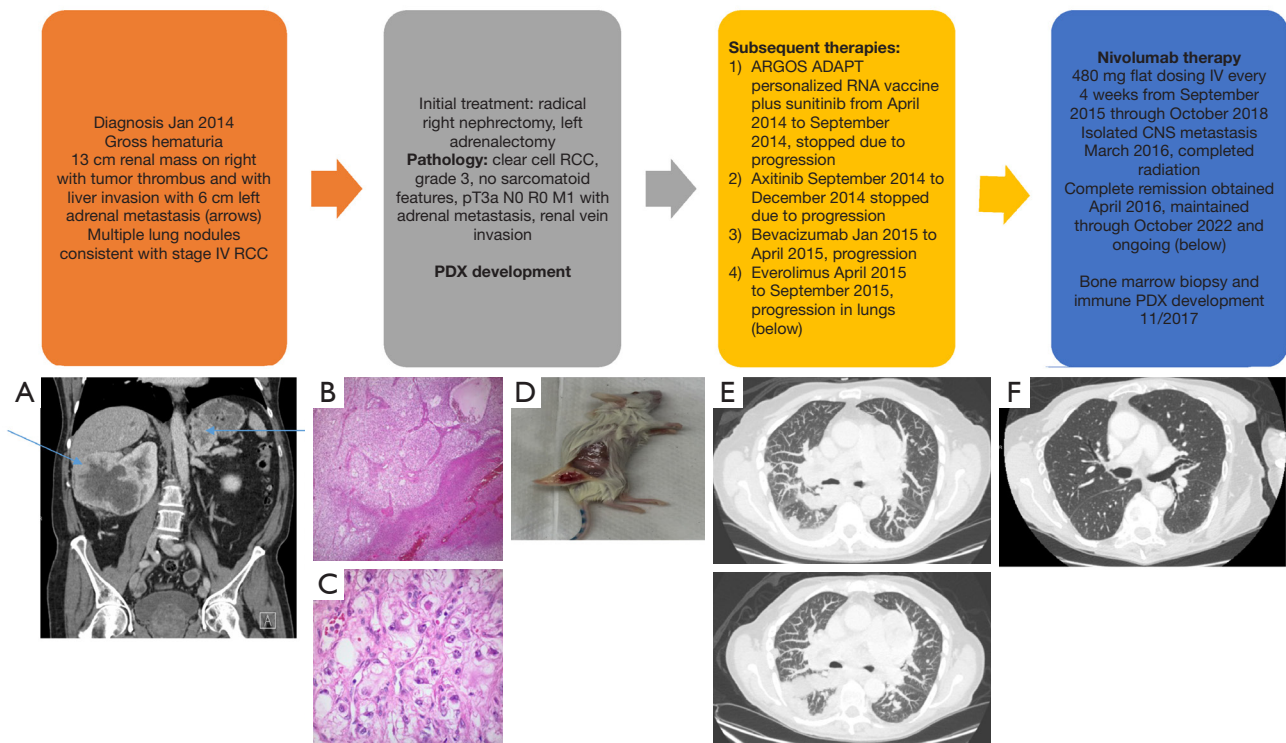 Diagnosis Jan 2014
Gross hematuria
13 cm renal mass on right
with tumor thrombus and with
liver invasion with 6 cm left
adrenal metastasis (arrows)
Multiple lung nodules
consistent with stage IV RCC
Initial treatment: radical
right nephrectomy, left
adrenalectomy
Pathology: clear cell RCC,
grade 3, no sarcomatoid
features, pT3a N0 R0 M1 with
adrenal metastasis, renal vein
invasion
PDX development
Subsequent therapies:
1) ARGOS ADAPT
personalized RNA vaccine
plus sunitinib from April
2014 to September
2014, stopped due to
progression
2) Axitinib September 2014 to
December 2014 stopped
due to progression
3) Bevacizumab Jan 2015 to
April 2015, progression
4) Everolimus April 2015
to September 2015,
progression in lungs
(below)
Nivolumab therapy
480 mg flat dosing IV every
4 weeks from September
2015 through October 2018
Isolated CNS metastasis
March 2016, completed
radiation
Complete remission obtained
April 2016, maintained
through October 2022 and
ongoing (below)
Bone marrow biopsy and
immune PDX development
11/2017
A
B
C
D
E
F
A